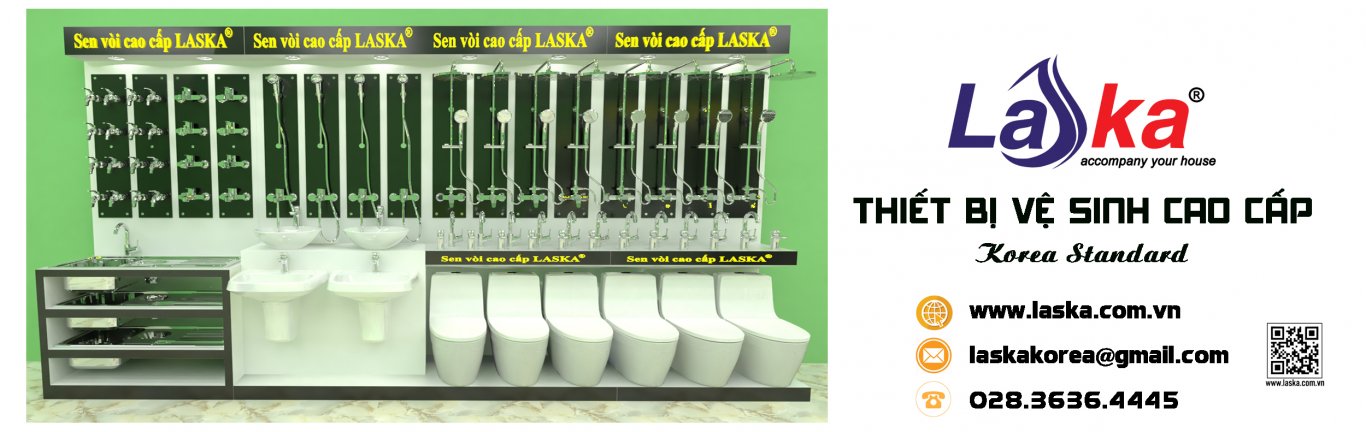 Sen vòi cao cấp LASKA®
Sen vòi cao cấp LASKA®
Sen vòi cao cấp LASKA®
Sen vòi cao cấp LASKA®
Sen vòi cao cấp LASKA®
Sen vòi cao cấp LASKA®
Laska®
accompany your house
THIẾT BỊ VỆ SINH CAO CẤP
Korea Standard
www.laska.com.vn
laskakorea@gmail.com
028.3636.4445
www.laska.com.vn